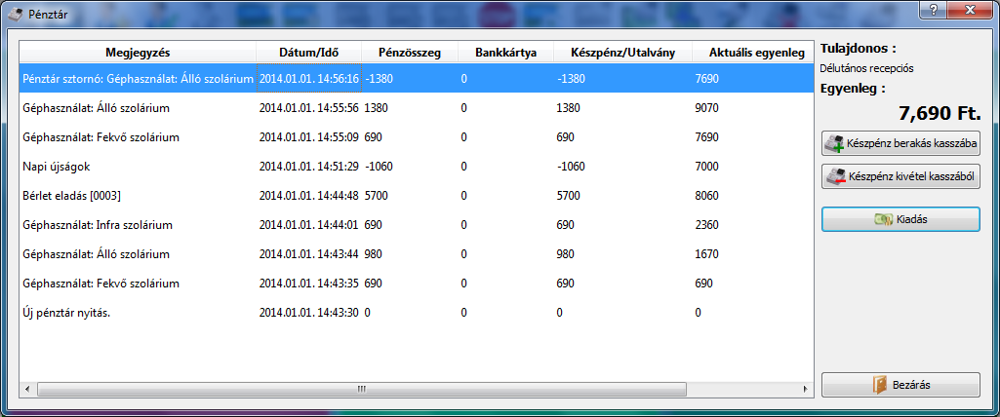 Pénztár
Megjegyzés Dátum/Idő Pénzösszeg Bankkártya Készpénz/Utalvány Aktuális egyenleg
Pénztár sztornó: Géphasználat: Álló szolárium 2014.01.01. 14:56:16 -1380 0 -1380 7690
Géphasználat: Álló szolárium 2014.01.01. 14:55:56 1380 0 1380 9070
Géphasználat: Fekvő szolárium 2014.01.01. 14:55:09 690 0 690 7690
Napi újságok 2014.01.01. 14:51:29 -1060 0 -1060 7000
Bérlet eladás [0003] 2014.01.01. 14:44:48 5700 0 5700 8060
Géphasználat: Infra szolárium 2014.01.01. 14:44:01 690 0 690 2360
Géphasználat: Álló szolárium 2014.01.01. 14:43:44 980 0 980 1670
Géphasználat: Fekvő szolárium 2014.01.01. 14:43:35 690 0 690 690
Új pénztár nyitás. 2014.01.01. 14:43:30 0 0 0 0
Tulajdonos :
Délutános recepciós
Egyenleg :
7,690 Ft.
Készpénz berakás kasszába
Készpénz kivétel kasszából
Kiadás
Bezárás